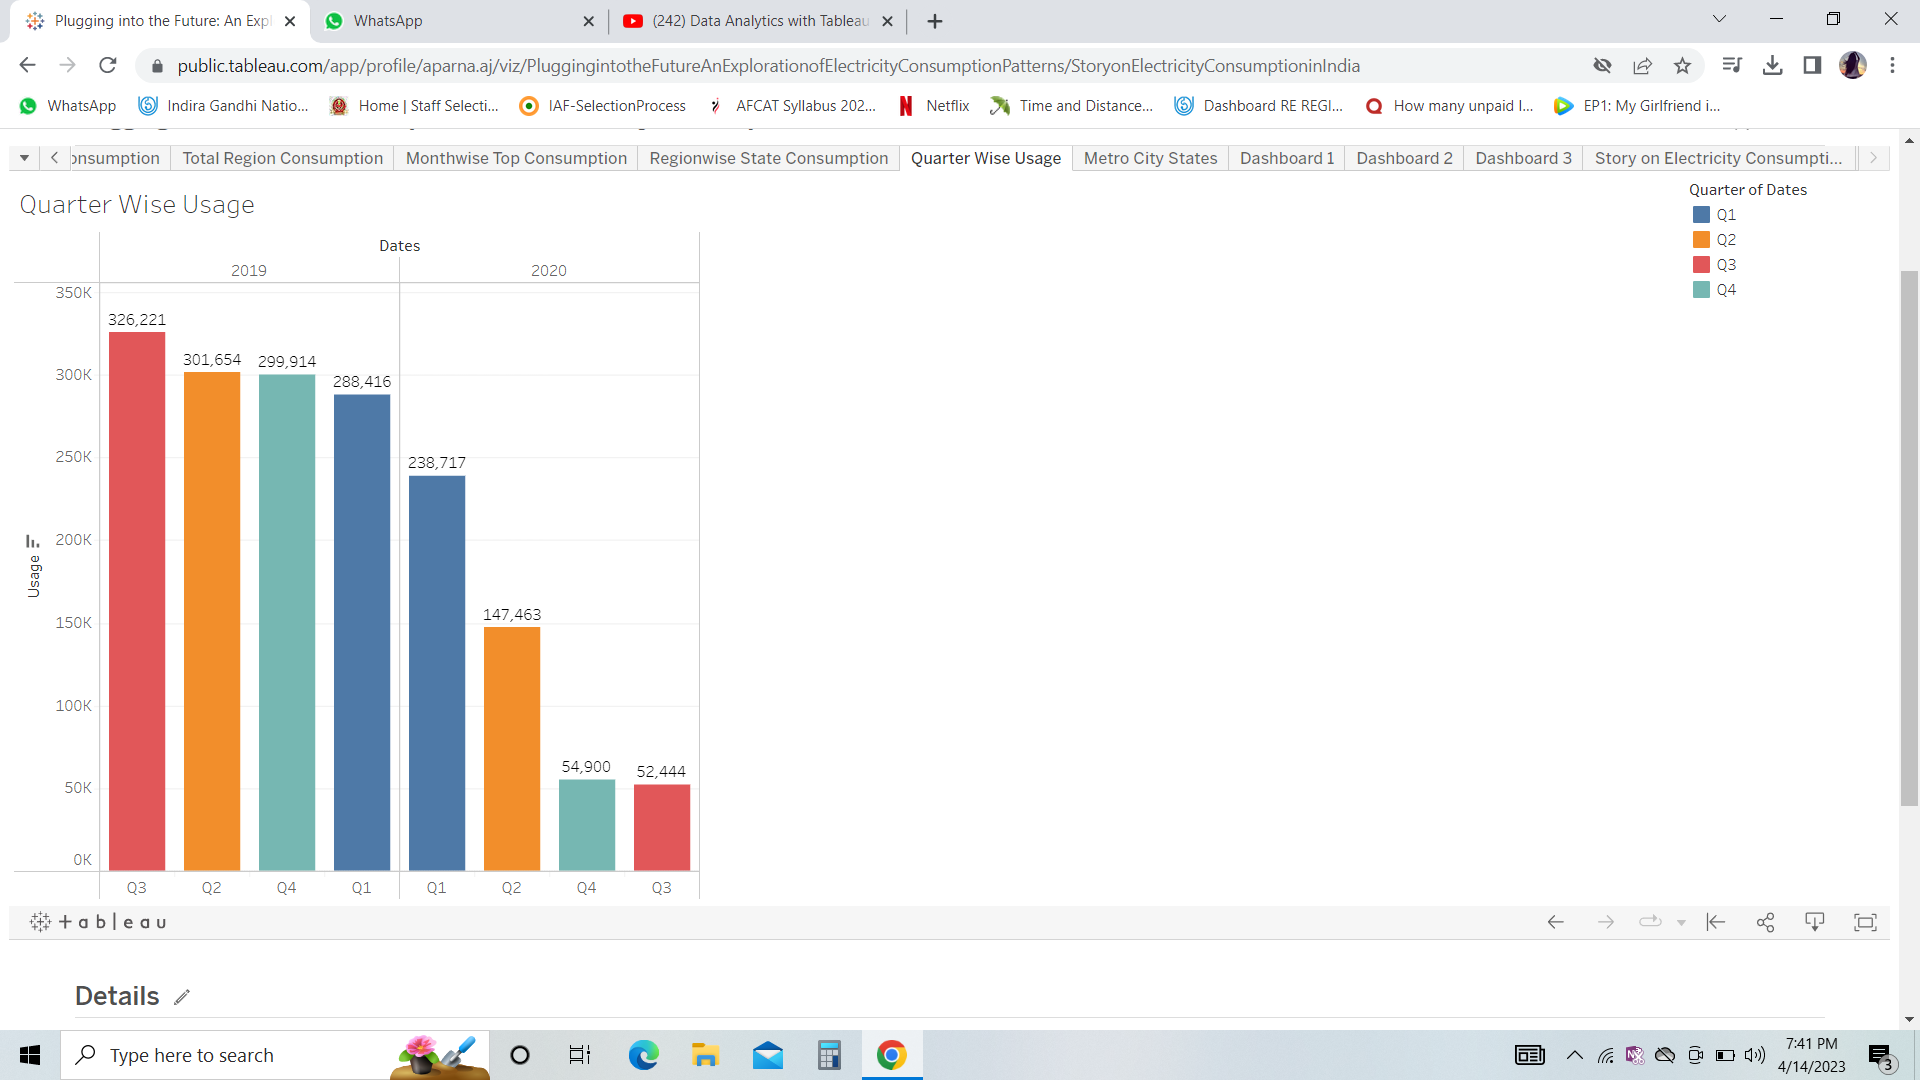 Plugging into the Future: An Expl
WhatsApp
(242) Data Analytics with Tableau
public.tableau.com/app/profile/aparna.aj/viz/PluggingintotheFutureAnExplorationofElectricityConsumptionPatterns/StoryonElectricityConsumptioninIndia
WhatsApp
Indira Gandhi Natio...
Home | Staff Selecti...
IAF-SelectionProcess
AFCAT Syllabus 202...
Netflix
Time and Distance...
Dashboard RE REGI...
How many unpaid I...
EP1: My Girlfriend i...
onsumption
Total Region Consumption
Monthwise Top Consumption
Regionwise State Consumption
Quarter Wise Usage
Metro City States
Dashboard 1
Dashboard 2
Dashboard 3
Story on Electricity Consumpti...
Quarter Wise Usage
Quarter of Dates
Q1
Q2
Q3
Q4
Dates
2019
2020
350K
300K
250K
200K
150K
100K
50K
0K
Usage
326,221
301,654
299,914
288,416
238,717
147,463
54,900
52,444
Q3
Q2
Q4
Q1
Q1
Q2
Q4
Q3
+ableau
Details
Type here to search
7:41 PM
4/14/2023
3